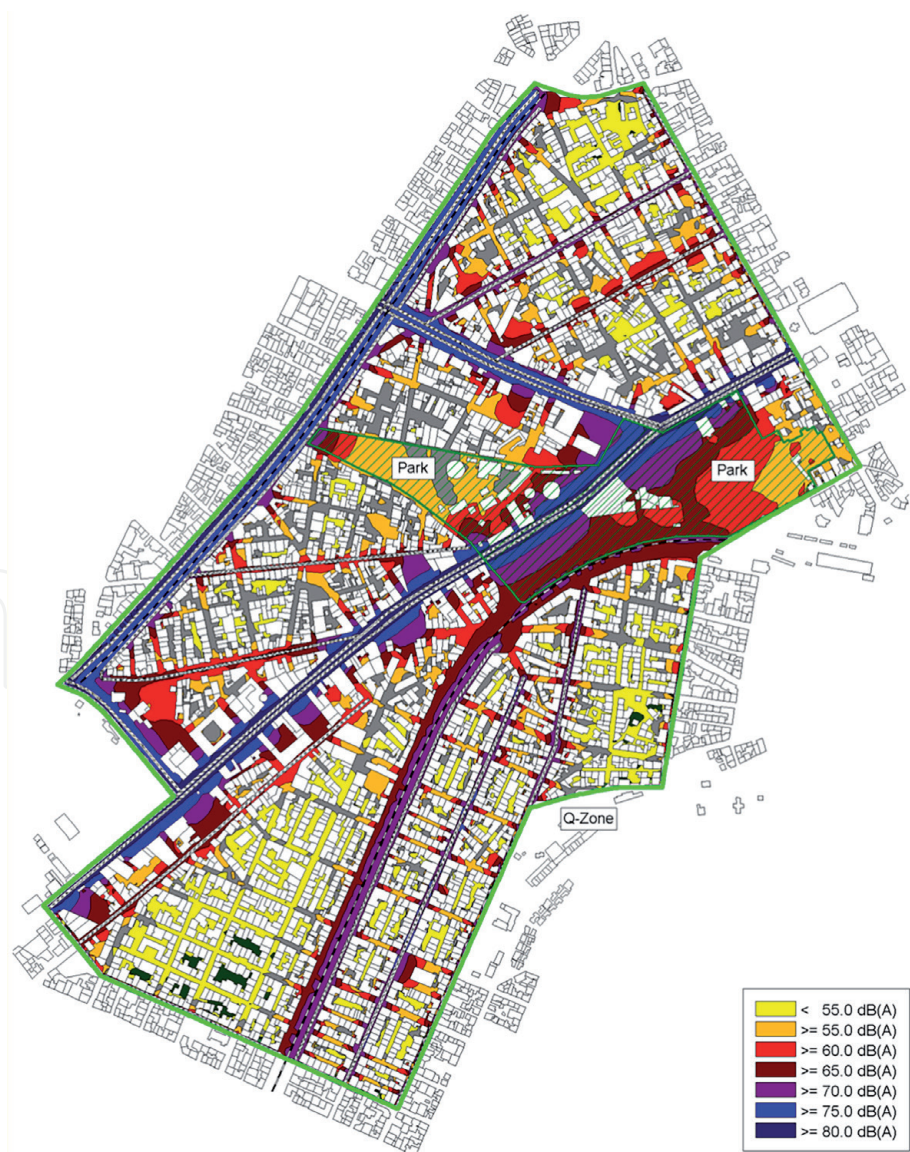 Park
Park
Q-Zone
< 55.0 dB(A)
>= 55.0 dB(A)
>= 60.0 dB(A)
>= 65.0 dB(A)
>= 70.0 dB(A)
>= 75.0 dB(A)
>= 80.0 dB(A)